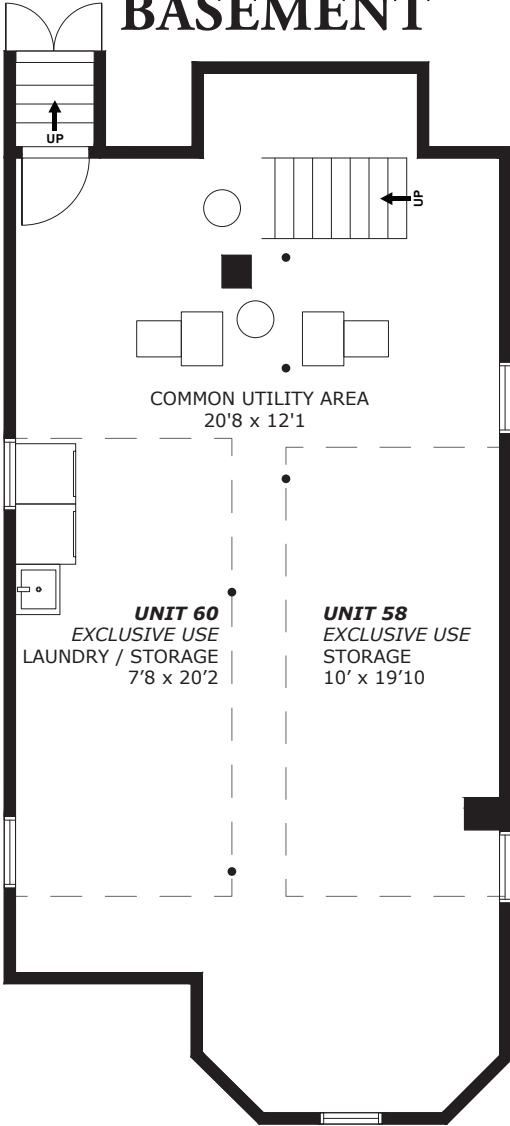 BASEMENT
UP
UP
COMMON UTILITY AREA
20'8 x 12'1
UNIT 60
EXCLUSIVE USE
LAUNDRY / STORAGE
7’8 x 20’2
UNIT 58
EXCLUSIVE USE
STORAGE
10’ x 19’10